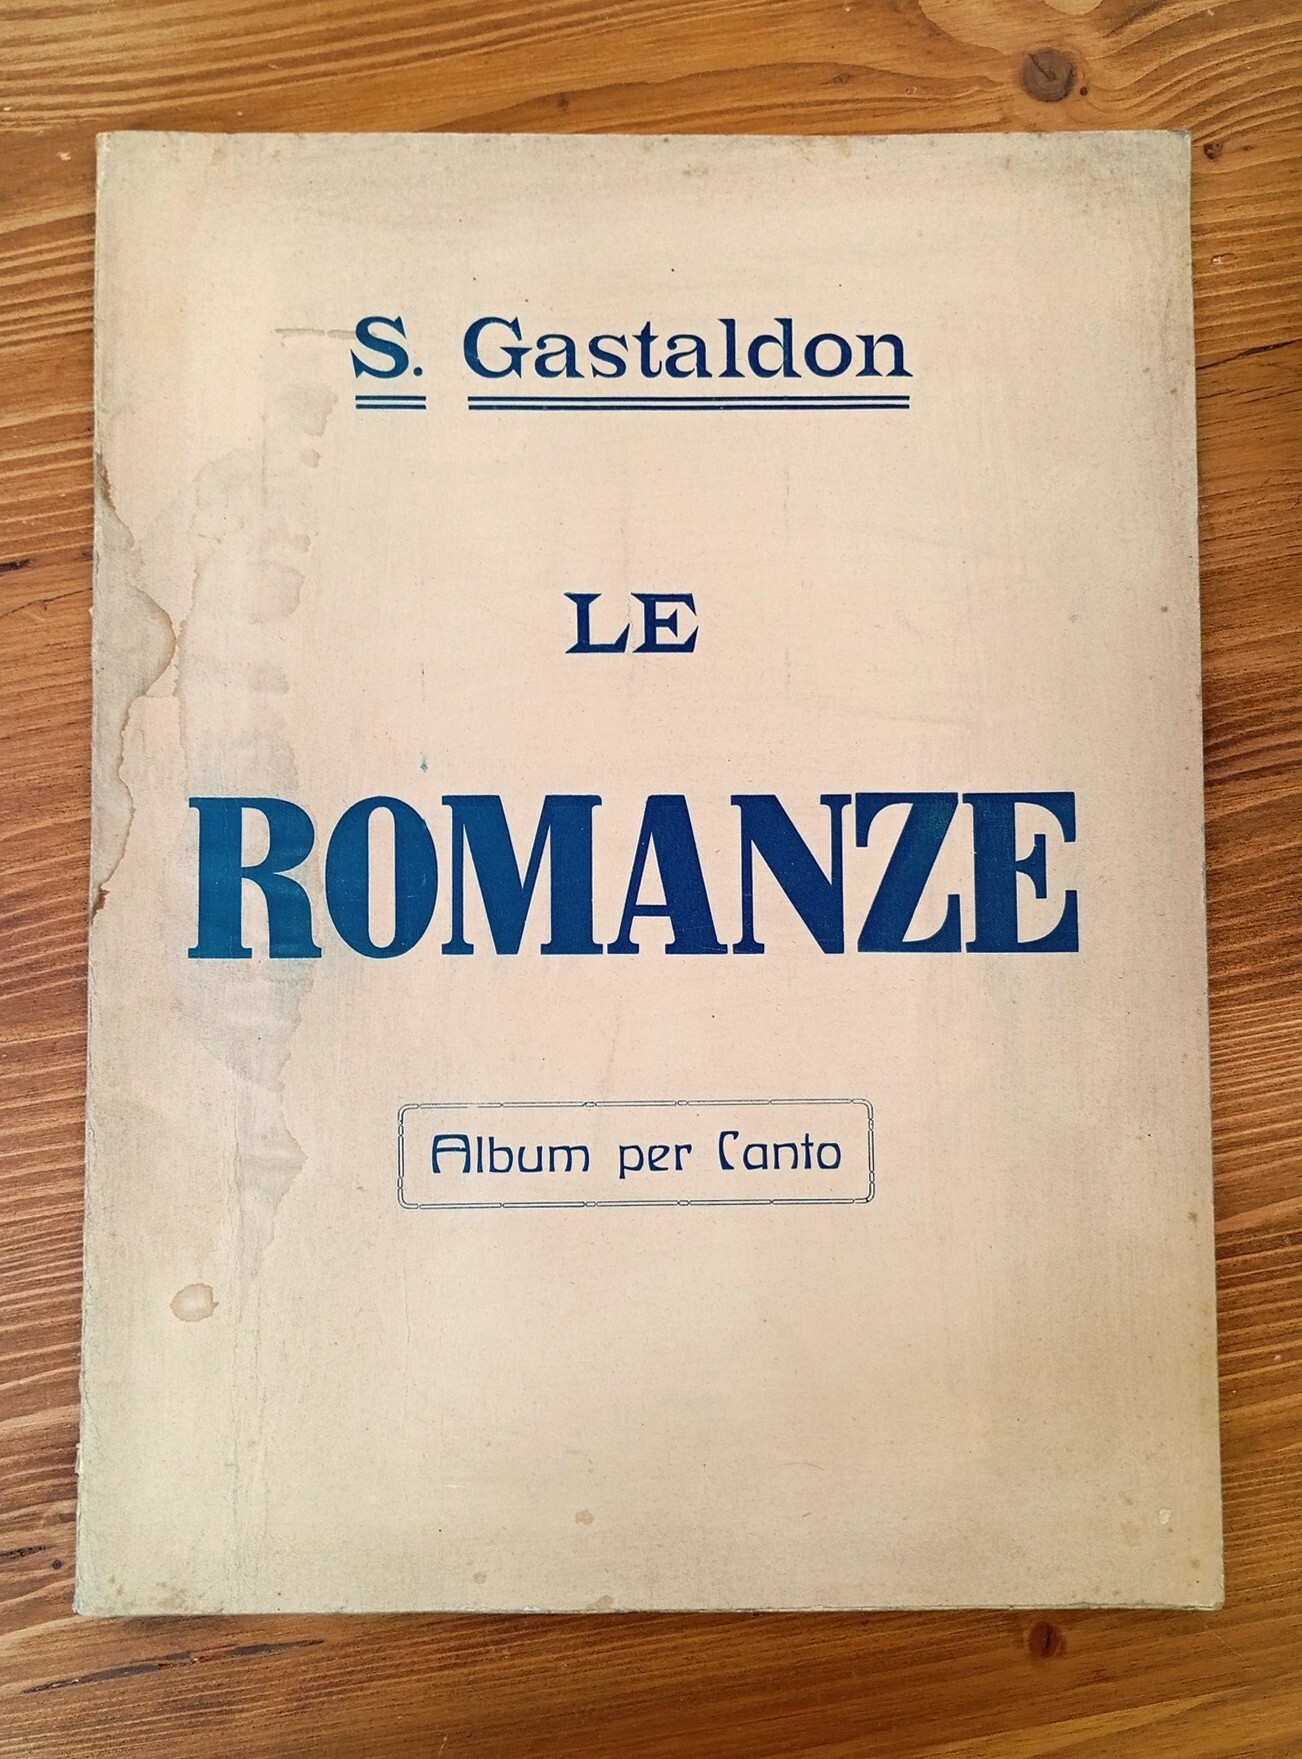 S. Gastaldon
LE
ROMANZE
Album per Canto